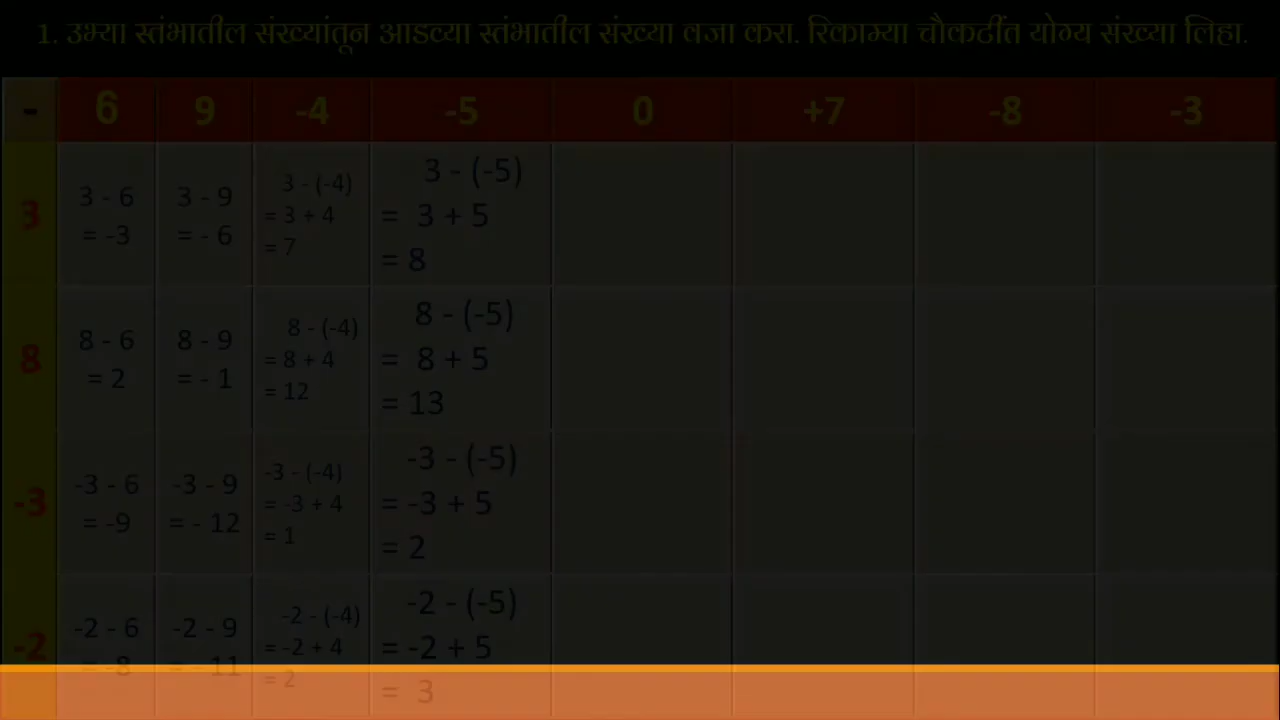 1. उभ्या स्तंभातील संख्यांतून आडव्या स्तंभातील संख्या वजा करा. रिकाम्या चौकटींत योग्य संख्या लिहा.
- 6 9 -4 -5 0 +7 -8 -3
3
3 - 6
= -3
3 - 9
= - 6
3 - (-4)
= 3 + 4
= 7
3 - (-5)
= 3 + 5
= 8
8
8 - 6
= 2
8 - 9
= - 1
8 - (-4)
= 8 + 4
= 12
8 - (-5)
= 8 + 5
= 13
-3
-3 - 6
= -9
-3 - 9
= - 12
-3 - (-4)
= -3 + 4
= 1
-3 - (-5)
= -3 + 5
= 2
-2
-2 - 6
= -8
-2 - 9
= - 11
-2 - (-4)
= -2 + 4
= 2
-2 - (-5)
= -2 + 5
= 3